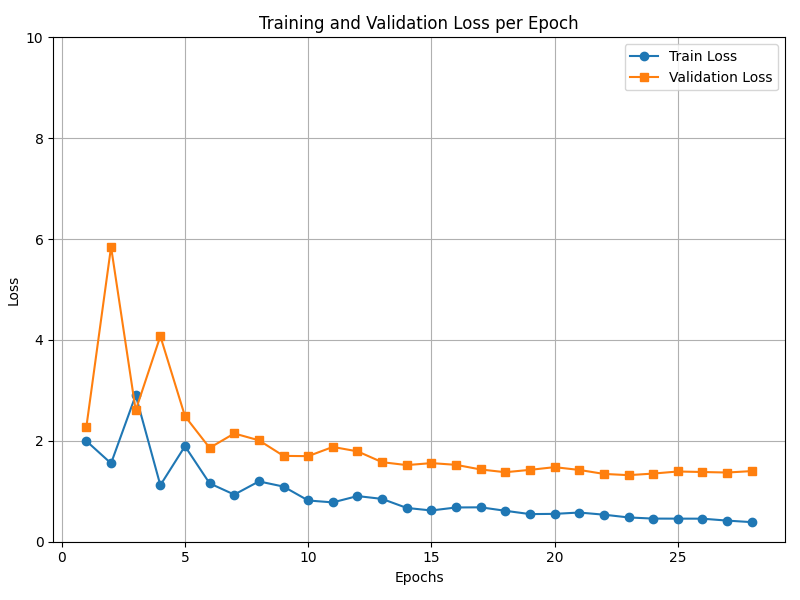 Training and Validation Loss per Epoch
Train Loss
Validation Loss
Loss
10
8
6
4
2
0
0 5 10 15 20 25
Epochs